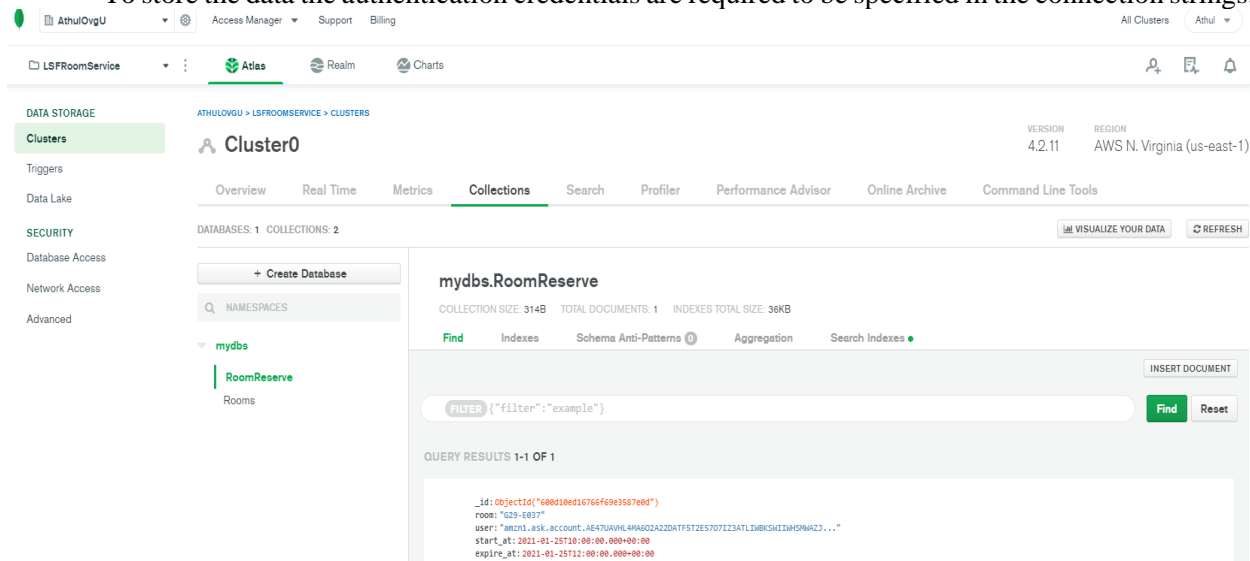 To store the data the authentication credentials are required to be specified in the connection strings.
AthulOvgU Access Manager Support Billing All Clusters Athul
LSFRoomService Atlas Realm Charts
DATA STORAGE
Clusters
Triggers
Data Lake
SECURITY
Database Access
Network Access
Advanced
ATHULOVGU > LSFROOMSERVICE > CLUSTERS
Cluster0
VERSION
4.2.11
REGION
AWS N. Virginia (us-east-1)
Overview Real Time Metrics Collections Search Profiler Performance Advisor Online Archive Command Line Tools
DATABASES: 1 COLLECTIONS: 2
VISUALIZE YOUR DATA REFRESH
+ Create Database
NAMESPACES
mydbs
RoomReserve
Rooms
mydbs.RoomReserve
COLLECTION SIZE: 314B TOTAL DOCUMENTS: 1 INDEXES TOTAL SIZE: 36KB
Find Indexes Schema Anti-Patterns 0 Aggregation Search Indexes
INSERT DOCUMENT
FILTER {"filter":"example"}
Find Reset
QUERY RESULTS 1-1 OF 1
_id:ObjectId("600d10ed16766f69e3587e0d")
room:"G29-E037"
user:"amzn1.ask.account.AE47UAVHL4MA6O2A22DATF5T2E57O7IZ3ATLIWBKSWIIWHSMWAZJ..."
start_at:2021-01-25T10:00:00.000+00:00
expire_at:2021-01-25T12:00:00.000+00:00